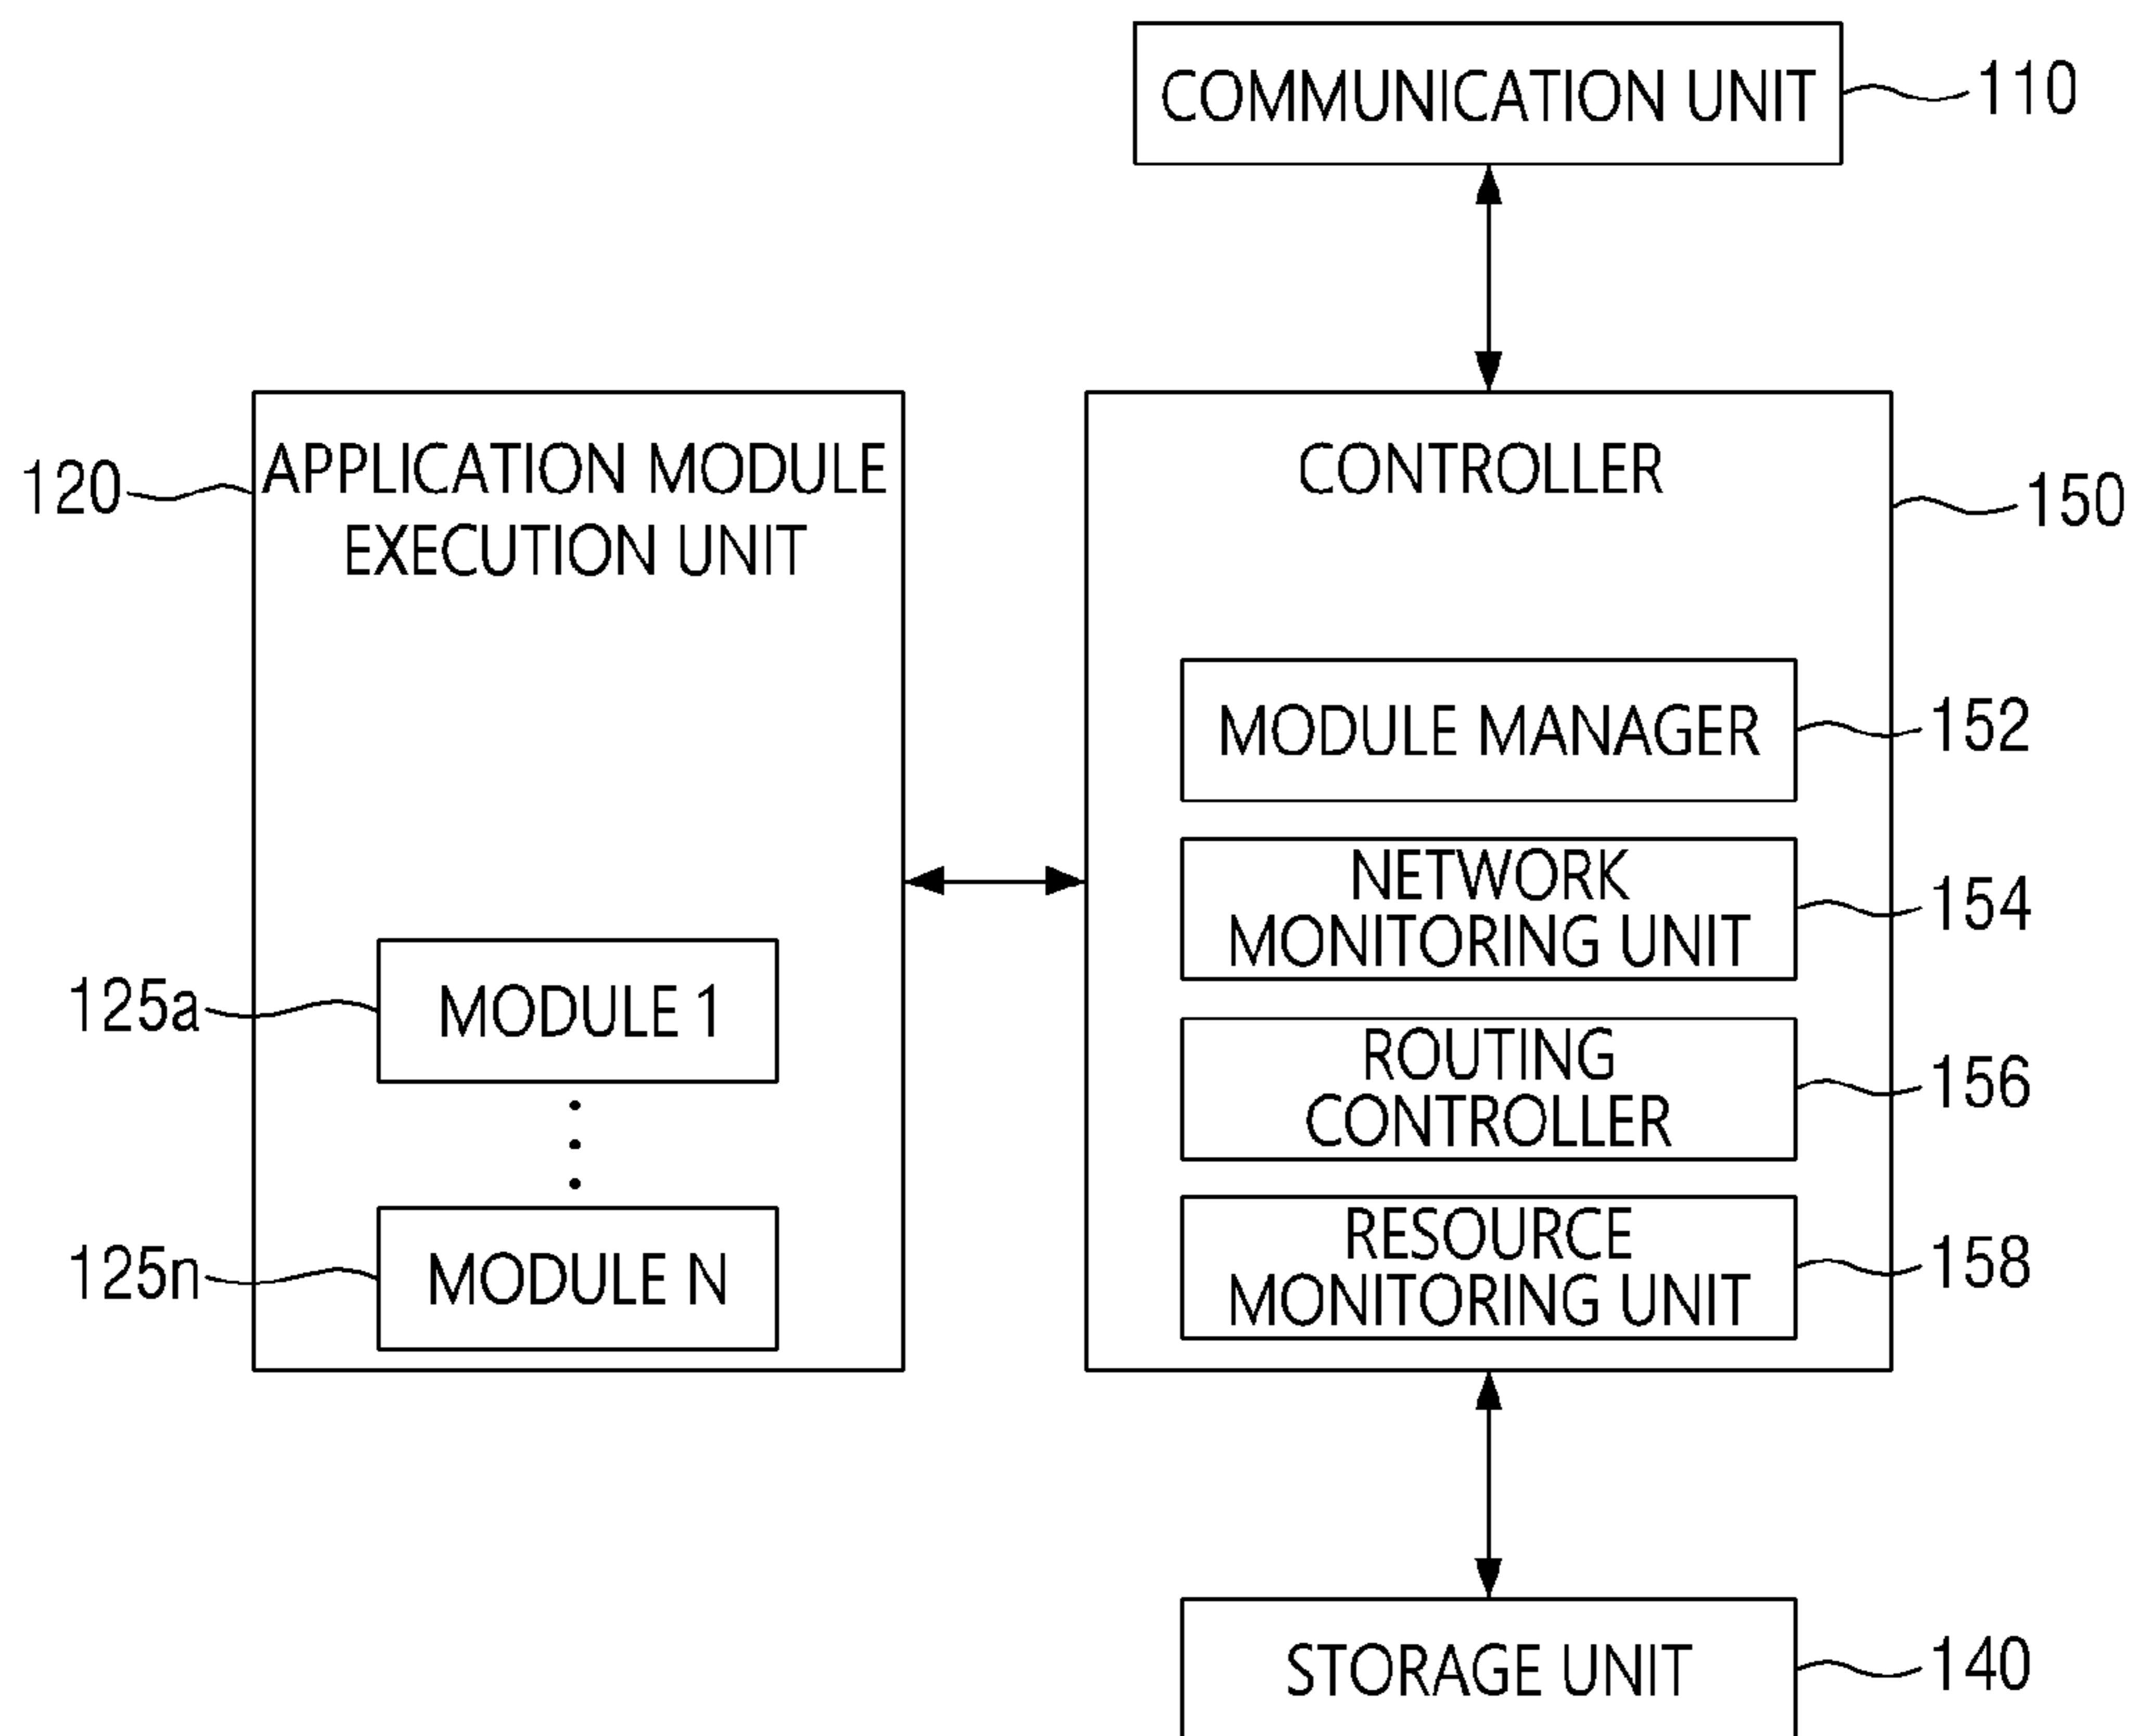 COMMUNICATION UNIT
110
120
APPLICATION MODULE
EXECUTION UNIT
125a
MODULE 1
125n
MODULE N
CONTROLLER
150
MODULE MANAGER
152
NETWORK
MONITORING UNIT
154
ROUTING
CONTROLLER
156
RESOURCE
MONITORING UNIT
158
STORAGE UNIT
140